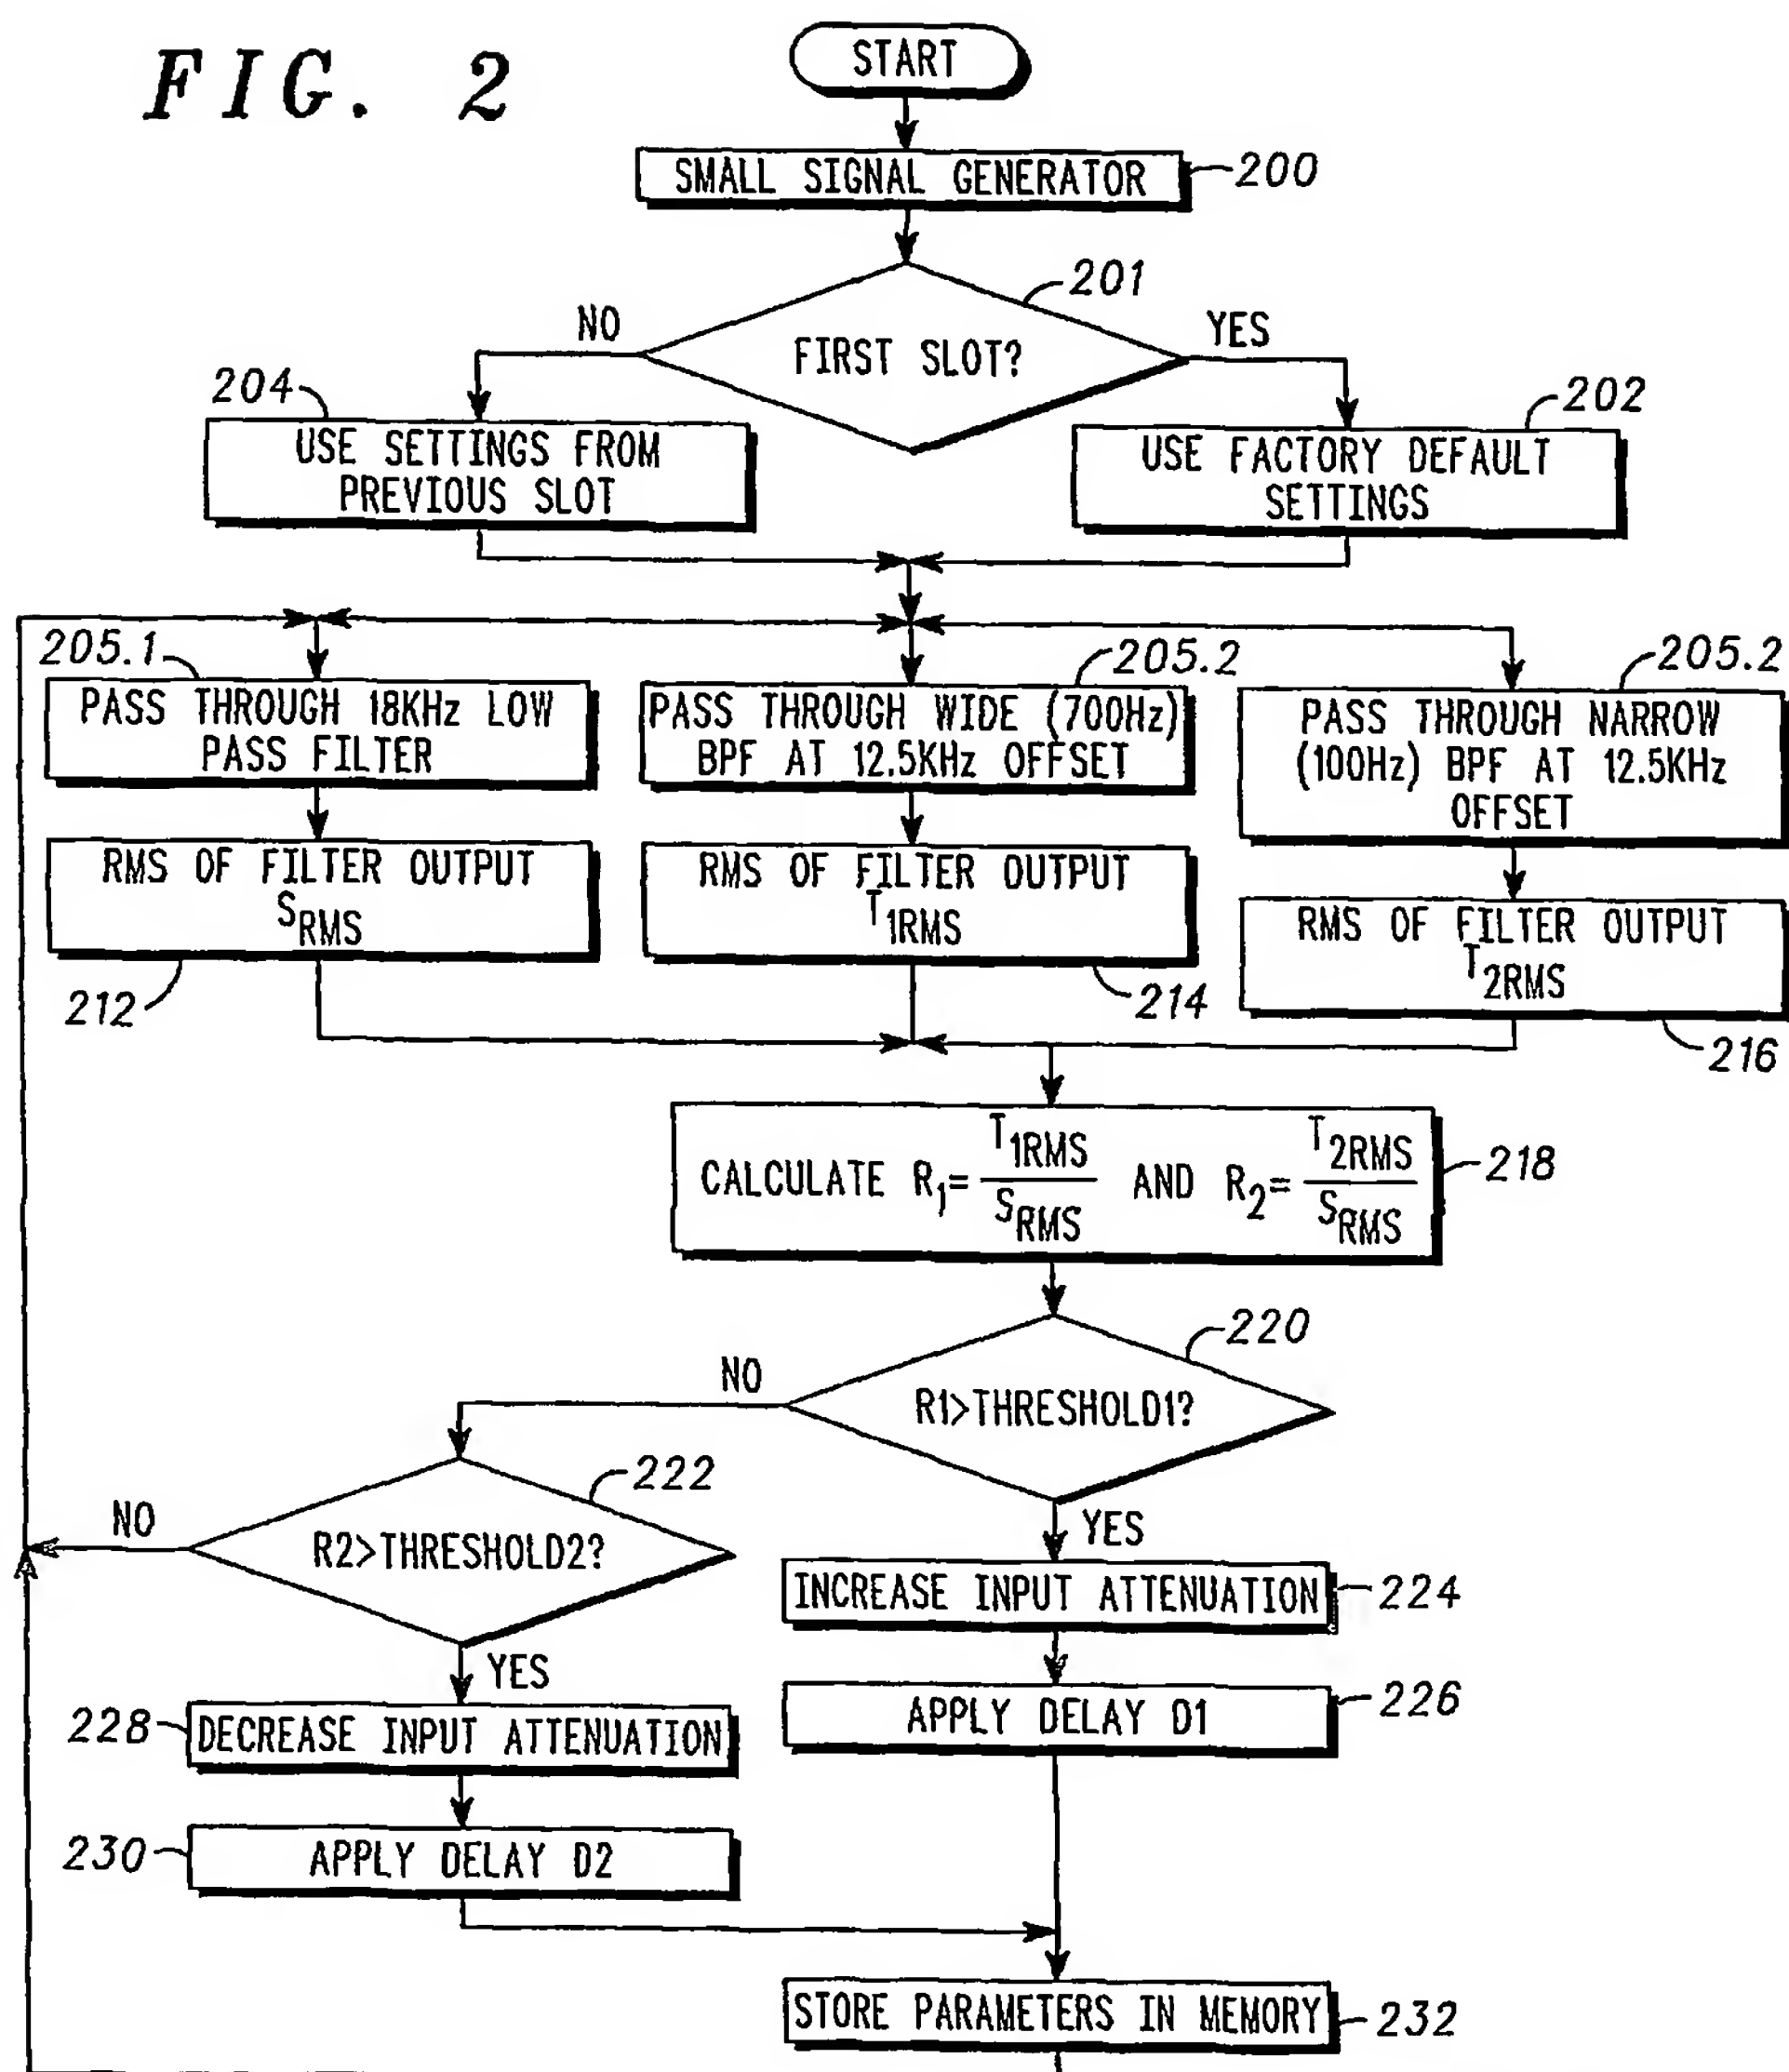 FIG. 2
START
SMALL SIGNAL GENERATOR
200
201
FIRST SLOT?
NO
YES
204
USE SETTINGS FROM
PREVIOUS SLOT
202
USE FACTORY DEFAULT
SETTINGS
205.1
PASS THROUGH 18KHz LOW
PASS FILTER
205.2
PASS THROUGH WIDE (700Hz)
BPF AT 12.5KHz OFFSET
205.2
PASS THROUGH NARROW
(100Hz) BPF AT 12.5KHz
OFFSET
RMS OF FILTER OUTPUT
SRMS
212
RMS OF FILTER OUTPUT
T1RMS
214
RMS OF FILTER OUTPUT
T2RMS
216
CALCULATE R1= T1RMS/SRMS AND R2= T2RMS/SRMS
218
220
R1>THRESHOLD1?
NO
YES
222
R2>THRESHOLD2?
NO
YES
INCREASE INPUT ATTENUATION
224
APPLY DELAY D1
226
228
DECREASE INPUT ATTENUATION
230
APPLY DELAY D2
STORE PARAMETERS IN MEMORY
232